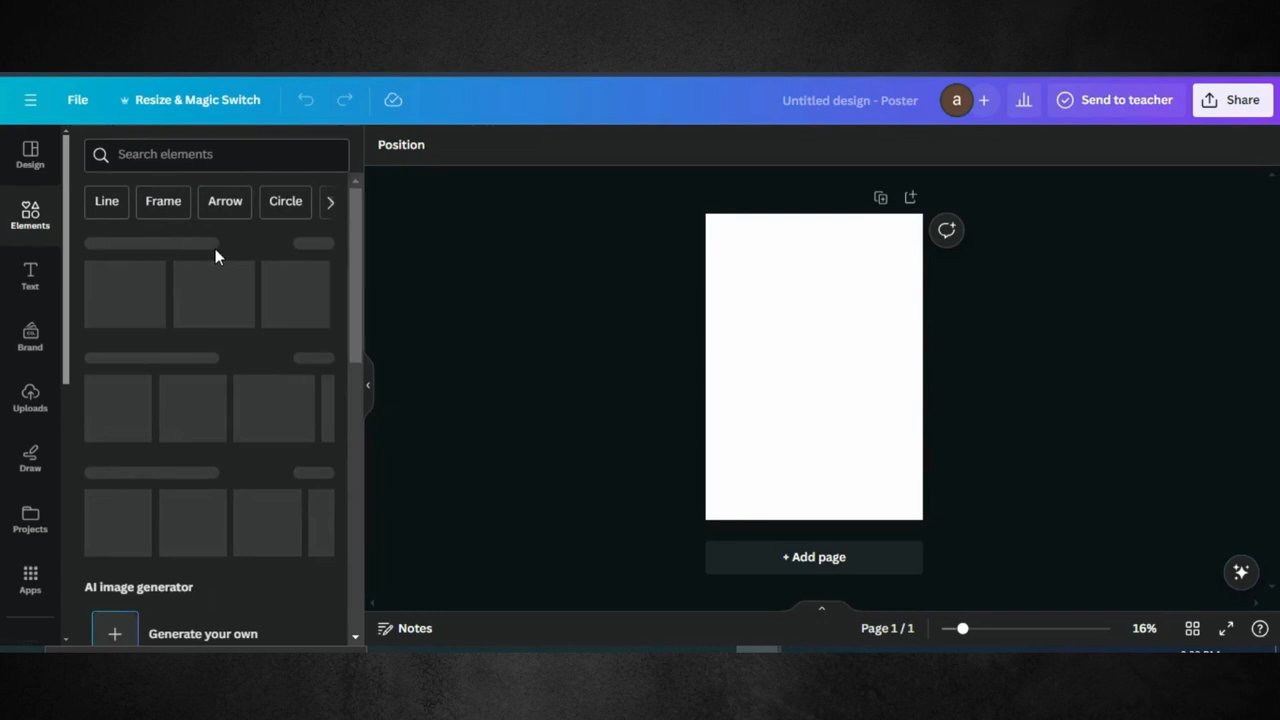 File
Resize & Magic Switch
Untitled design - Poster
a
Send to teacher
Share
Design
Elements
Text
Brand
Uploads
Draw
Projects
Apps
Search elements
Line
Frame
Arrow
Circle
AI image generator
Generate your own
Position
+ Add page
Notes
Page 1 / 1
16%